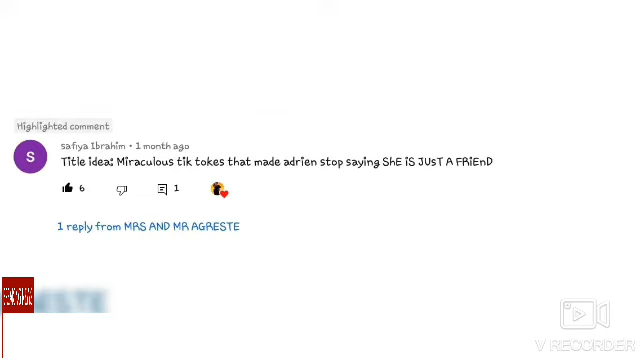 Highlighted comment
safiya Ibrahim • 1 month ago
S
Title idea: Miraculous tik tokes that made adrien stop saying ShE iS JUsT A FRiEnD
6
1
1 reply from MRS AND MR AGRESTE
ESTE
V RECORDER